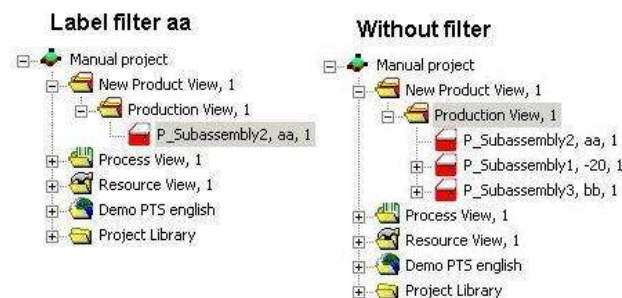 Label filter aa
Manual project
New Product View, 1
Production View, 1
P_Subassembly2, aa, 1
Process View, 1
Resource View, 1
Demo PTS english
Project Library
Without filter
Manual project
New Product View, 1
Production View, 1
P_Subassembly2, aa, 1
P_Subassembly1, -20, 1
P_Subassembly3, bb, 1
Process View, 1
Resource View, 1
Demo PTS english
Project Library